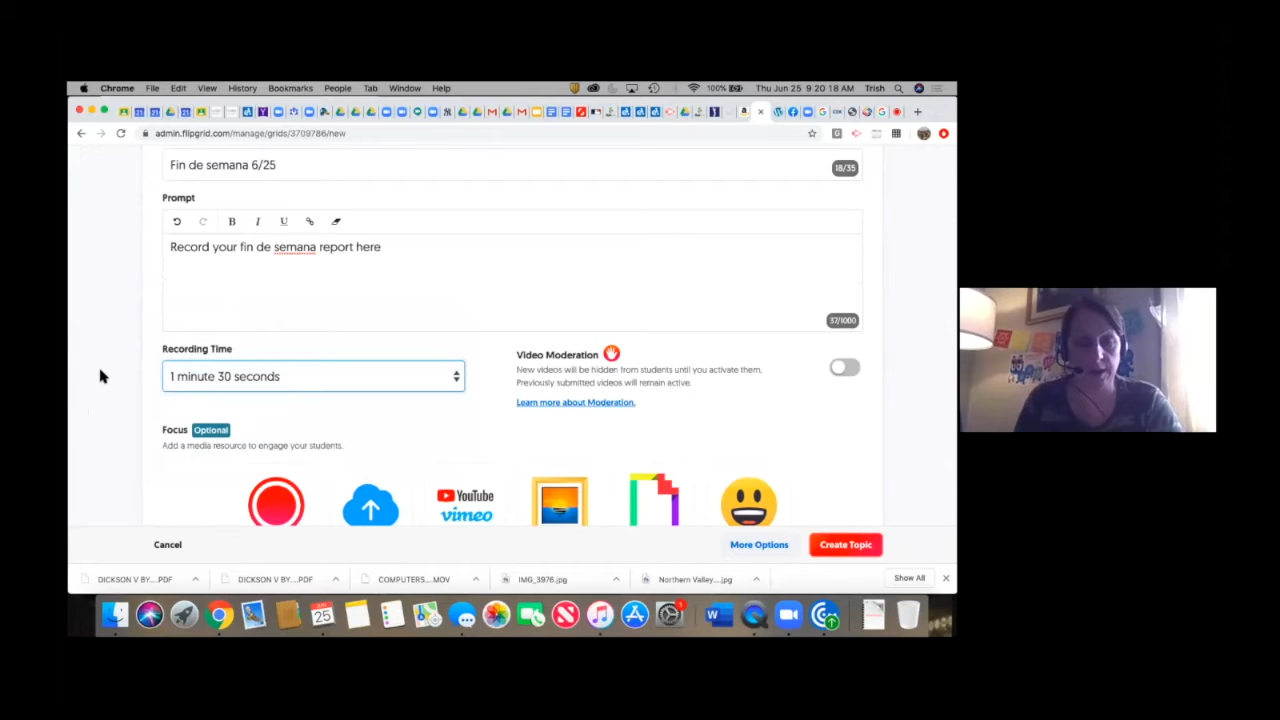 Chrome File Edit View History Bookmarks People Tab Window Help 100% Thu Jun 25 9:20:18 AM Trish
admin.flipgrid.com/manage/grids/3709786/new
Fin de semana 6/25 18/35
Prompt
B I U
Record your fin de semana report here
37/1000
Recording Time
1 minute 30 seconds
Video Moderation
New videos will be hidden from students until you activate them.
Previously submitted videos will remain active.
Learn more about Moderation.
Focus Optional
Add a media resource to engage your students.
YouTube
vimeo
Cancel More Options Create Topic
DICKSON V BY....PDF DICKSON V BY....PDF COMPUTERS....MOV IMG_3976.jpg Northern Valley....jpg Show All
25
1